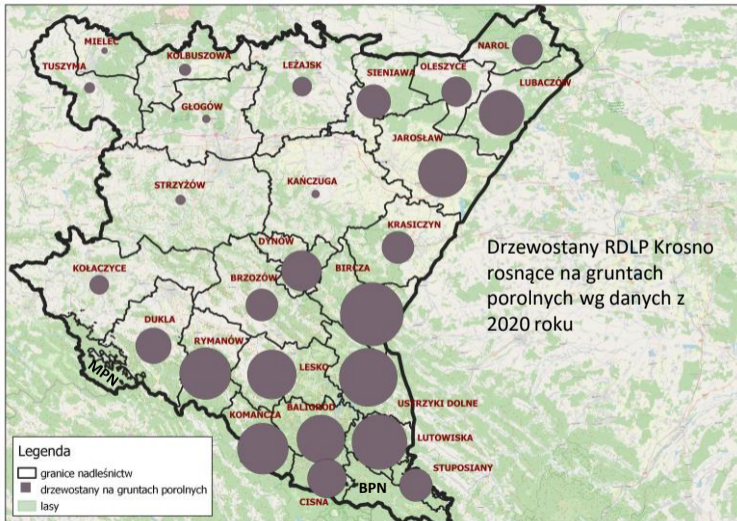 NAROL
MIELEC
KOLBUSZOWA
TUSZYMA
LEŻAJSK
SIENIAWA
OLESZYCE
LUBACZÓW
GŁOGÓW
JAROSŁAW
STRZYŻÓW
KAŃCZUGA
KRASICZYN
DYNÓW
Drzewostany RDLP Krosno
rosnące na gruntach
porolnych wg danych z
2020 roku
KOŁACZYCE
BRZOZÓW
BIRCZA
DUKLA
RYMANÓW
MPN
LESKO
USTRZYKI DOLNE
KOMAŃCZA
BALIGRÓD
LUTOWISKA
STUPOSIANY
CISNA
BPN
Legenda
granice nadleśnictw
drzewostany na gruntach porolnych
lasy